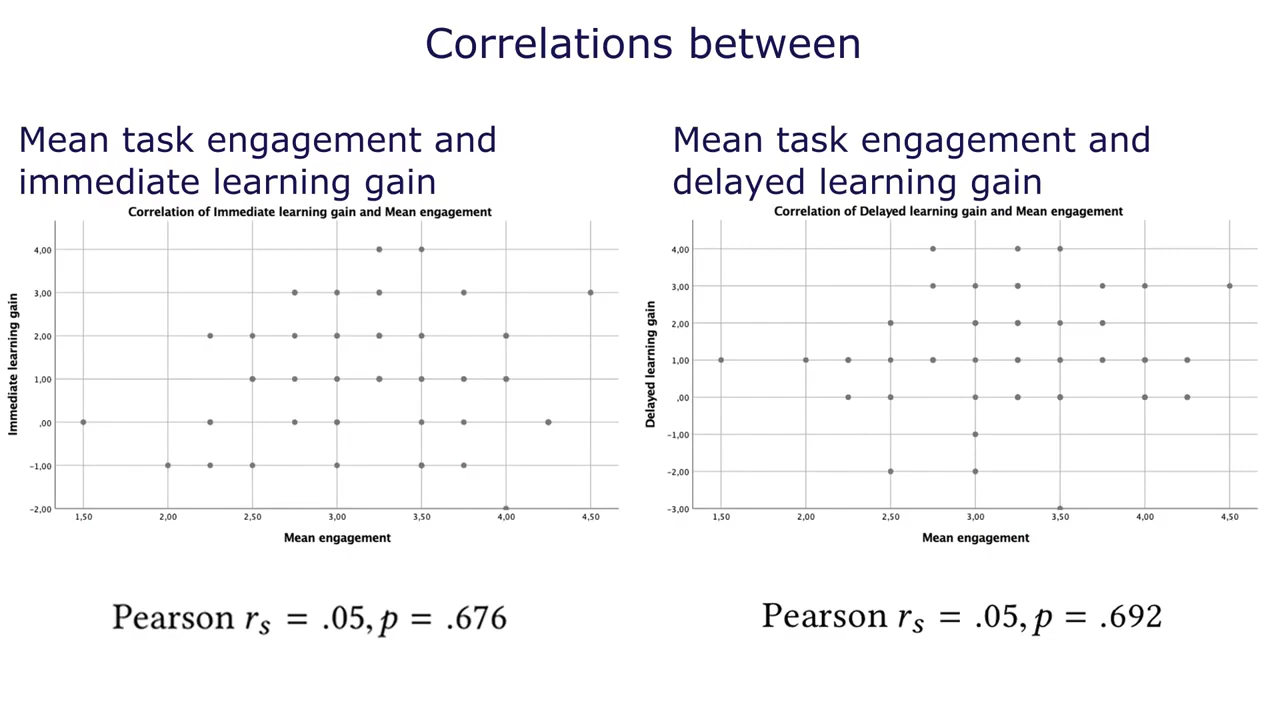 Correlations between
Mean task engagement and
immediate learning gain
Correlation of Immediate learning gain and Mean engagement
Immediate learning gain
4,00
3,00
2,00
1,00
,00
-1,00
-2,00
1,50 2,00 2,50 3,00 3,50 4,00 4,50
Mean engagement
Pearson rₛ = .05, p = .676
Mean task engagement and
delayed learning gain
Correlation of Delayed learning gain and Mean engagement
Delayed learning gain
4,00
3,00
2,00
1,00
,00
-1,00
-2,00
-3,00
1,50 2,00 2,50 3,00 3,50 4,00 4,50
Mean engagement
Pearson rₛ = .05, p = .692